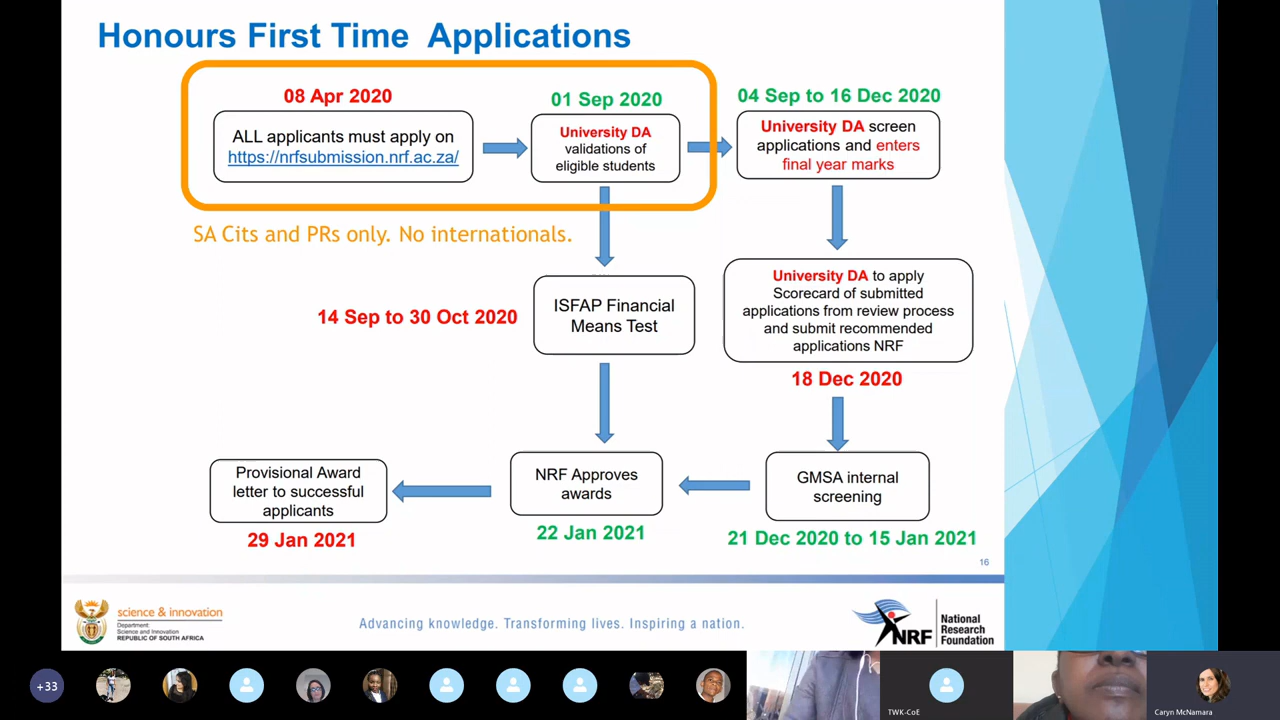 Honours First Time Applications
08 Apr 2020
ALL applicants must apply on
https://nrfsubmission.nrf.ac.za/
01 Sep 2020
University DA
validations of
eligible students
04 Sep to 16 Dec 2020
University DA screen
applications and enters
final year marks
SA Cits and PRs only. No internationals.
14 Sep to 30 Oct 2020
ISFAP Financial
Means Test
University DA to apply
Scorecard of submitted
applications from review process
and submit recommended
applications NRF
18 Dec 2020
Provisional Award
letter to successful
applicants
29 Jan 2021
NRF Approves
awards
22 Jan 2021
GMSA internal
screening
21 Dec 2020 to 15 Jan 2021
16
science & innovation
Department:
Science and Innovation
REPUBLIC OF SOUTH AFRICA
Advancing knowledge. Transforming lives. Inspiring a nation.
NRF
National
Research
Foundation
+33
TWK-CoE
Caryn McNamara